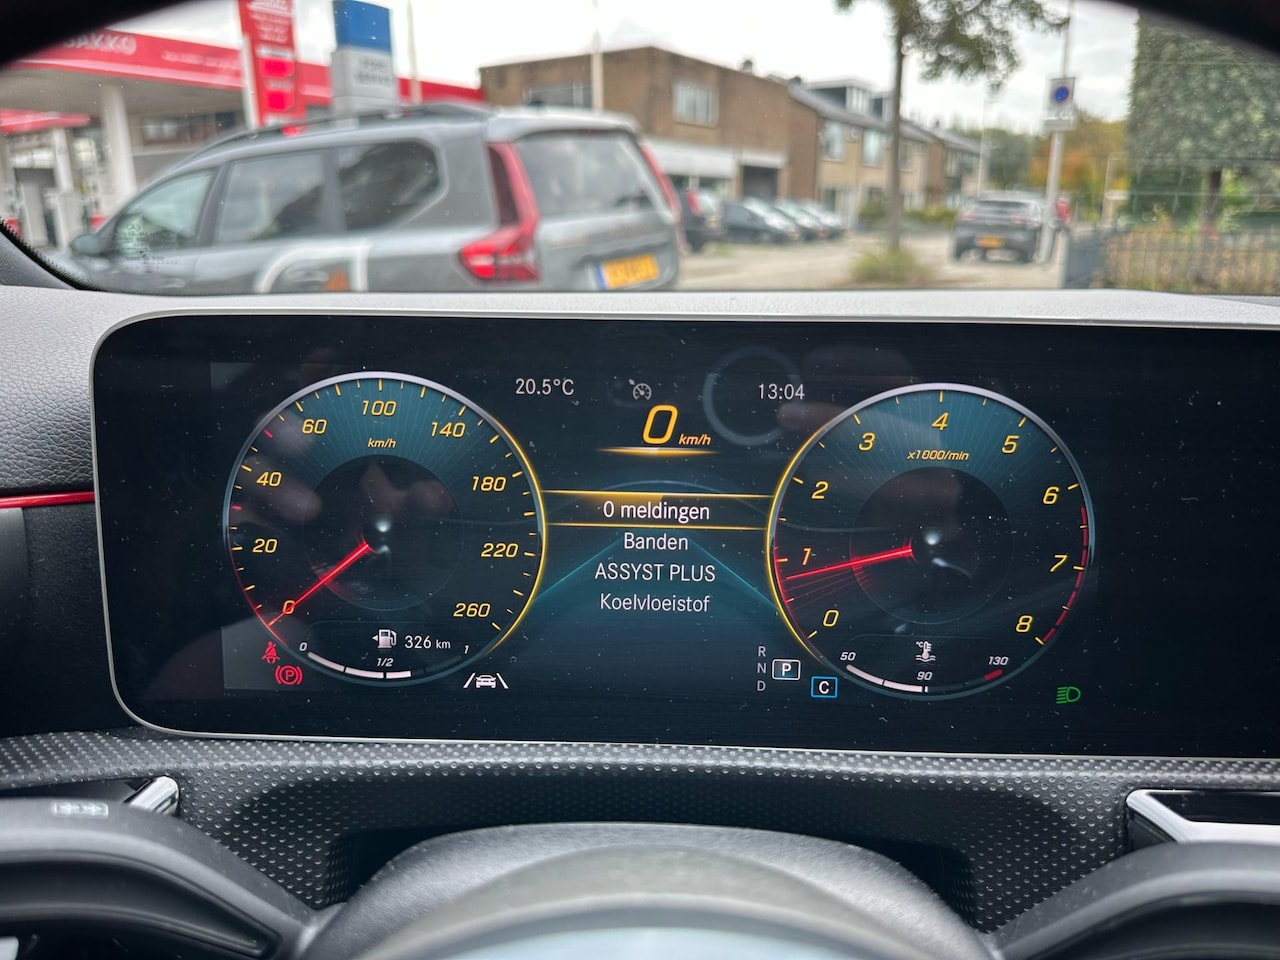 20.5°C
13:04
0 km/h
0 meldingen
Banden
ASSYST PLUS
Koelvloeistof
0
20
40
60
100
140
180
220
260
km/h
326 km
0
1/2
1
0
1
2
3
4
5
6
7
8
x1000/min
R
N
D
P
C
50
90
130
°C